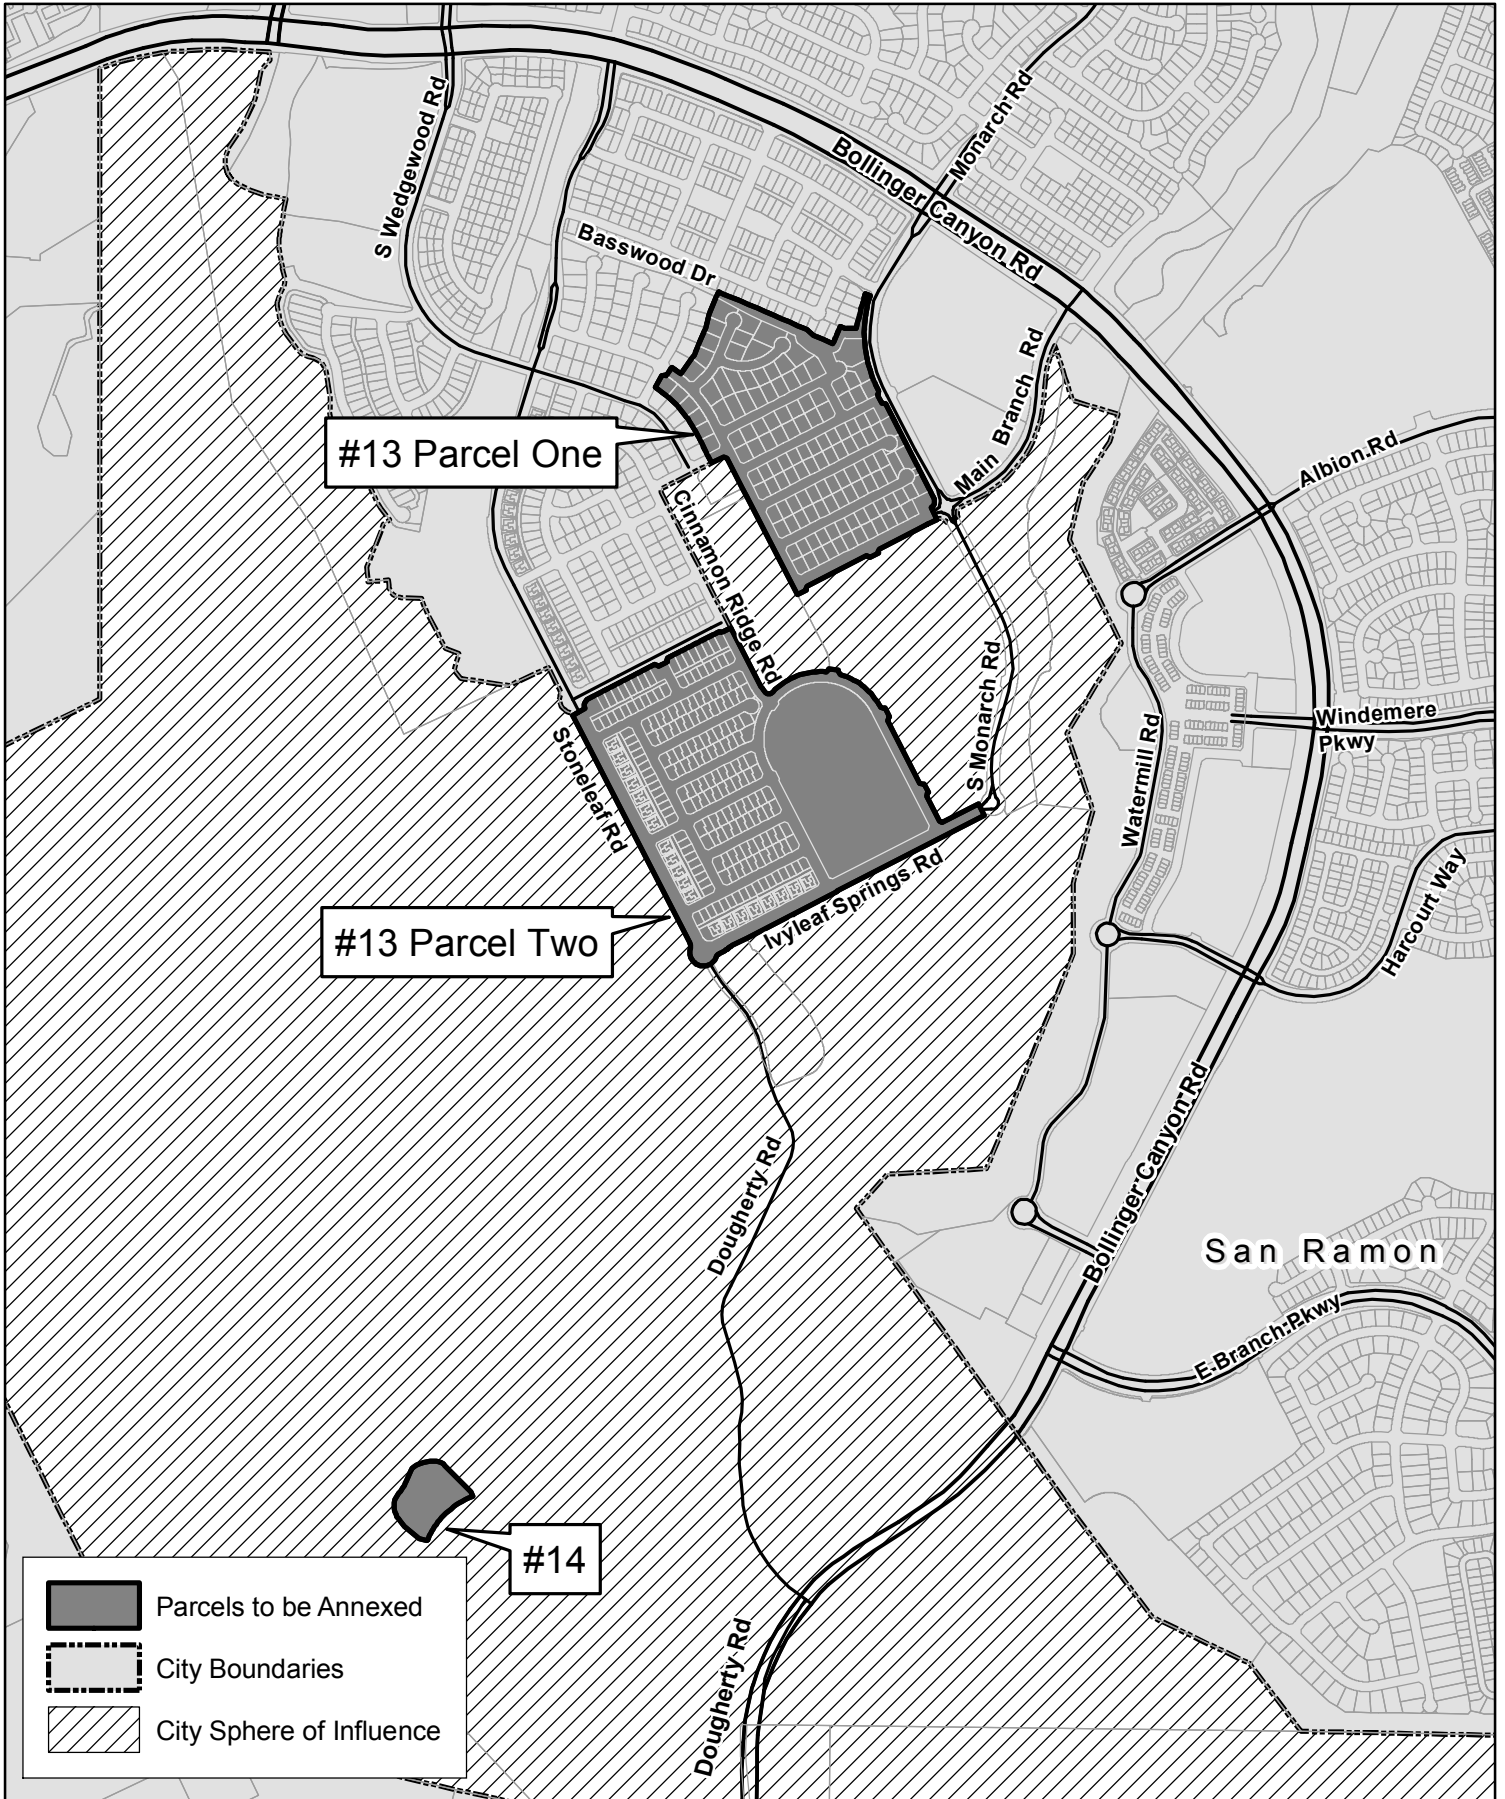 S Wedgewood Rd
Monarch Rd
Bollinger Canyon Rd
Basswood Dr
Main Branch Rd
#13 Parcel One
Albion Rd
Cinnamon Ridge Rd
S Monarch Rd
Windemere
Pkwy
Watermill Rd
Stoneleaf Rd
Harcourt Way
Ivyleaf Springs Rd
#13 Parcel Two
Bollinger Canyon Rd
Dougherty Rd
San Ramon
E Branch Pkwy
#14
Parcels to be Annexed
City Boundaries
City Sphere of Influence
Dougherty Rd